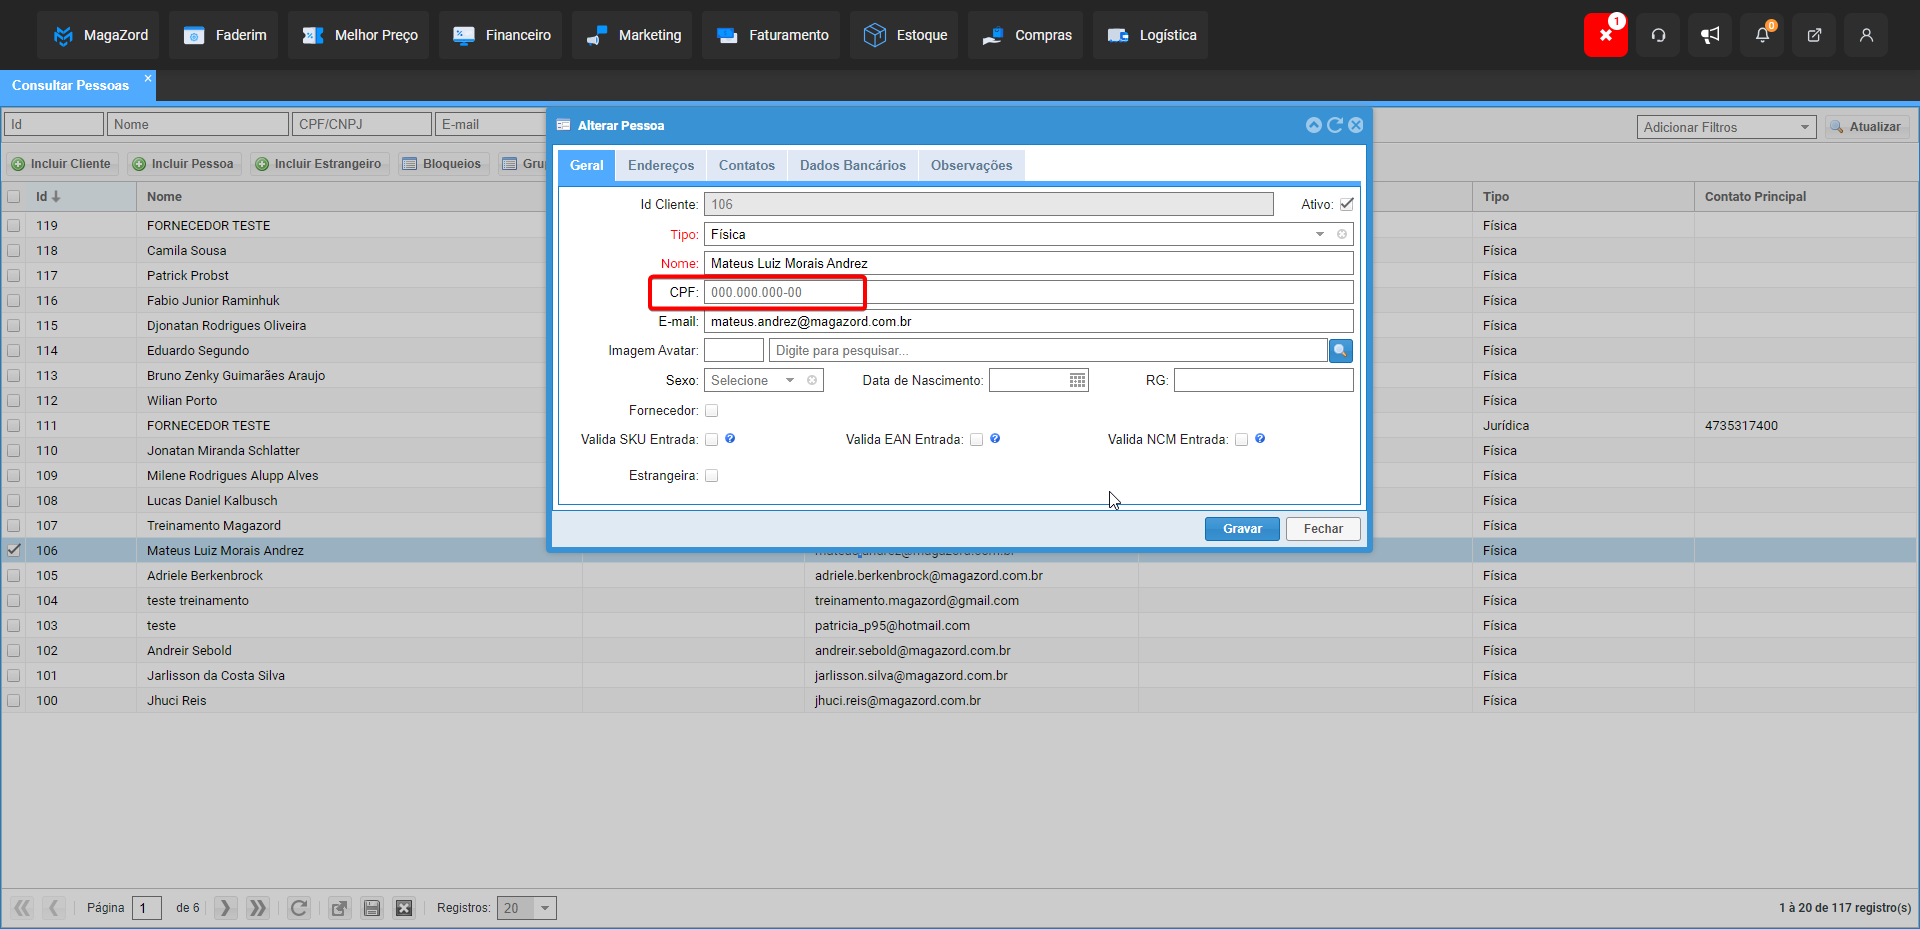 MagaZord Faderim Melhor Preço Financeiro Marketing Faturamento Estoque Compras Logística 1 0
Consultar Pessoas ×
Id Nome CPF/CNPJ E-mail Adicionar Filtros Atualizar
Incluir Cliente Incluir Pessoa Incluir Estrangeiro Bloqueios
Id Nome Tipo Contato Principal
119 FORNECEDOR TESTE Física
118 Camila Sousa Física
117 Patrick Probst Física
116 Fabio Junior Raminhuk Física
115 Djonatan Rodrigues Oliveira Física
114 Eduardo Segundo Física
113 Bruno Zenky Guimarães Araujo Física
112 Wilian Porto Física
111 FORNECEDOR TESTE Jurídica 4735317400
110 Jonatan Miranda Schlatter Física
109 Milene Rodrigues Alupp Alves Física
108 Lucas Daniel Kalbusch Física
107 Treinamento Magazord Física
106 Mateus Luiz Morais Andrez Física
105 Adriele Berkenbrock adriele.berkenbrock@magazord.com.br Física
104 teste treinamento treinamento.magazord@gmail.com Física
103 teste patricia_p95@hotmail.com Física
102 Andreir Sebold andreir.sebold@magazord.com.br Física
101 Jarlisson da Costa Silva jarlisson.silva@magazord.com.br Física
100 Jhuci Reis jhuci.reis@magazord.com.br Física
Alterar Pessoa
Geral Endereços Contatos Dados Bancários Observações
Id Cliente: 106 Ativo:
Tipo: Física
Nome: Mateus Luiz Morais Andrez
CPF: 000.000.000-00
E-mail: mateus.andrez@magazord.com.br
Imagem Avatar: Digite para pesquisar...
Sexo: Selecione Data de Nascimento: RG:
Fornecedor:
Valida SKU Entrada: ? Valida EAN Entrada: ? Valida NCM Entrada: ?
Estrangeira:
Gravar Fechar
Página 1 de 6 Registros: 20 1 à 20 de 117 registro(s)